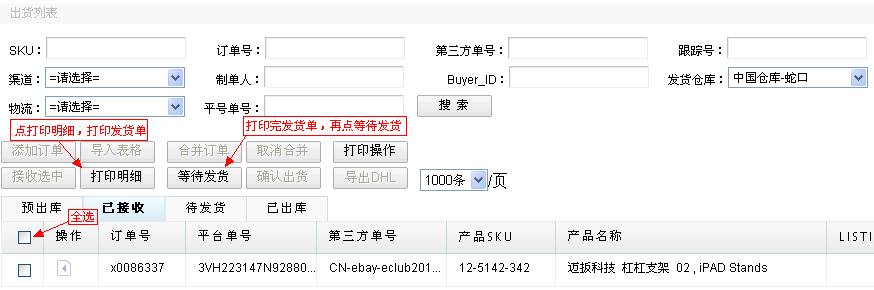 出货列表
SKU： 订单号： 第三方单号： 跟踪号：
渠道：=请选择= 制单人： Buyer_ID： 发货仓库：中国仓库-蛇口
物流：=请选择= 平号单号： 搜 索
点打印明细，打印发货单 打印完发货单，再点等待发货
添加订单 导入表格 合并订单 取消合并 打印操作
接收选中 打印明细 等待发货 确认出货 导出DHL 1000条 /页
预出库 已接收 待发货 已出库
全选
操作 订单号 平台单号 第三方单号 产品SKU 产品名称 LISTI
x0086337 3VH223147N92880... CN-ebay-eclub201... 12-5142-342 迈扳科技 杠杠支架 02 , iPAD Stands